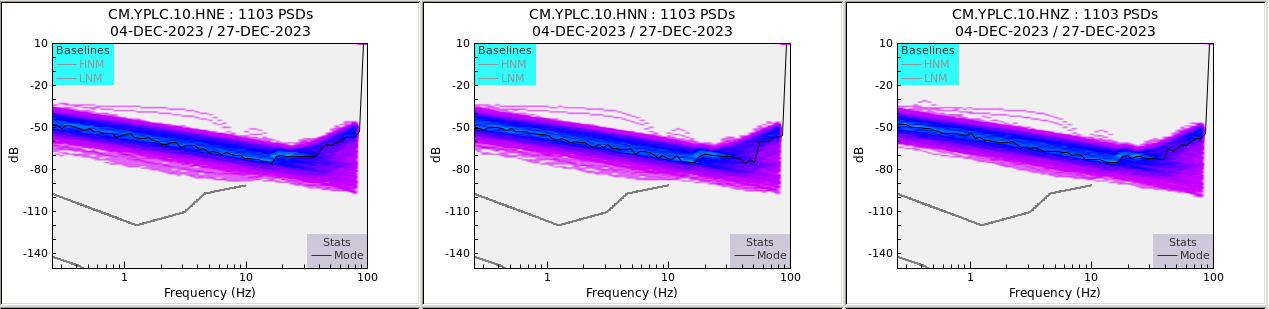 CM.YPLC.10.HNE : 1103 PSDs
04-DEC-2023 / 27-DEC-2023
10
Baselines
HNM
LNM
-20
-50
dB
-80
-110
Stats
Mode
-140
1
10
100
Frequency (Hz)
CM.YPLC.10.HNN : 1103 PSDs
04-DEC-2023 / 27-DEC-2023
10
Baselines
HNM
LNM
-20
-50
dB
-80
-110
Stats
Mode
-140
1
10
100
Frequency (Hz)
CM.YPLC.10.HNZ : 1103 PSDs
04-DEC-2023 / 27-DEC-2023
10
Baselines
HNM
LNM
-20
-50
dB
-80
-110
Stats
Mode
-140
1
10
100
Frequency (Hz)